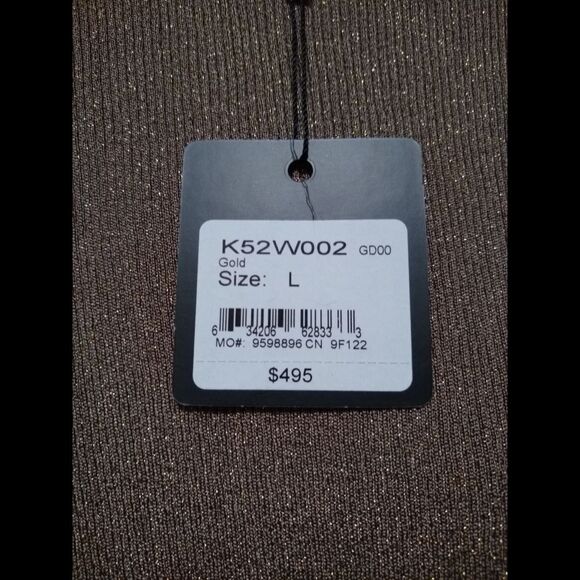 K52W002 GD00
Gold
Size: L
6 34206 62833 3
MO#: 9598896 CN 9F122
$495